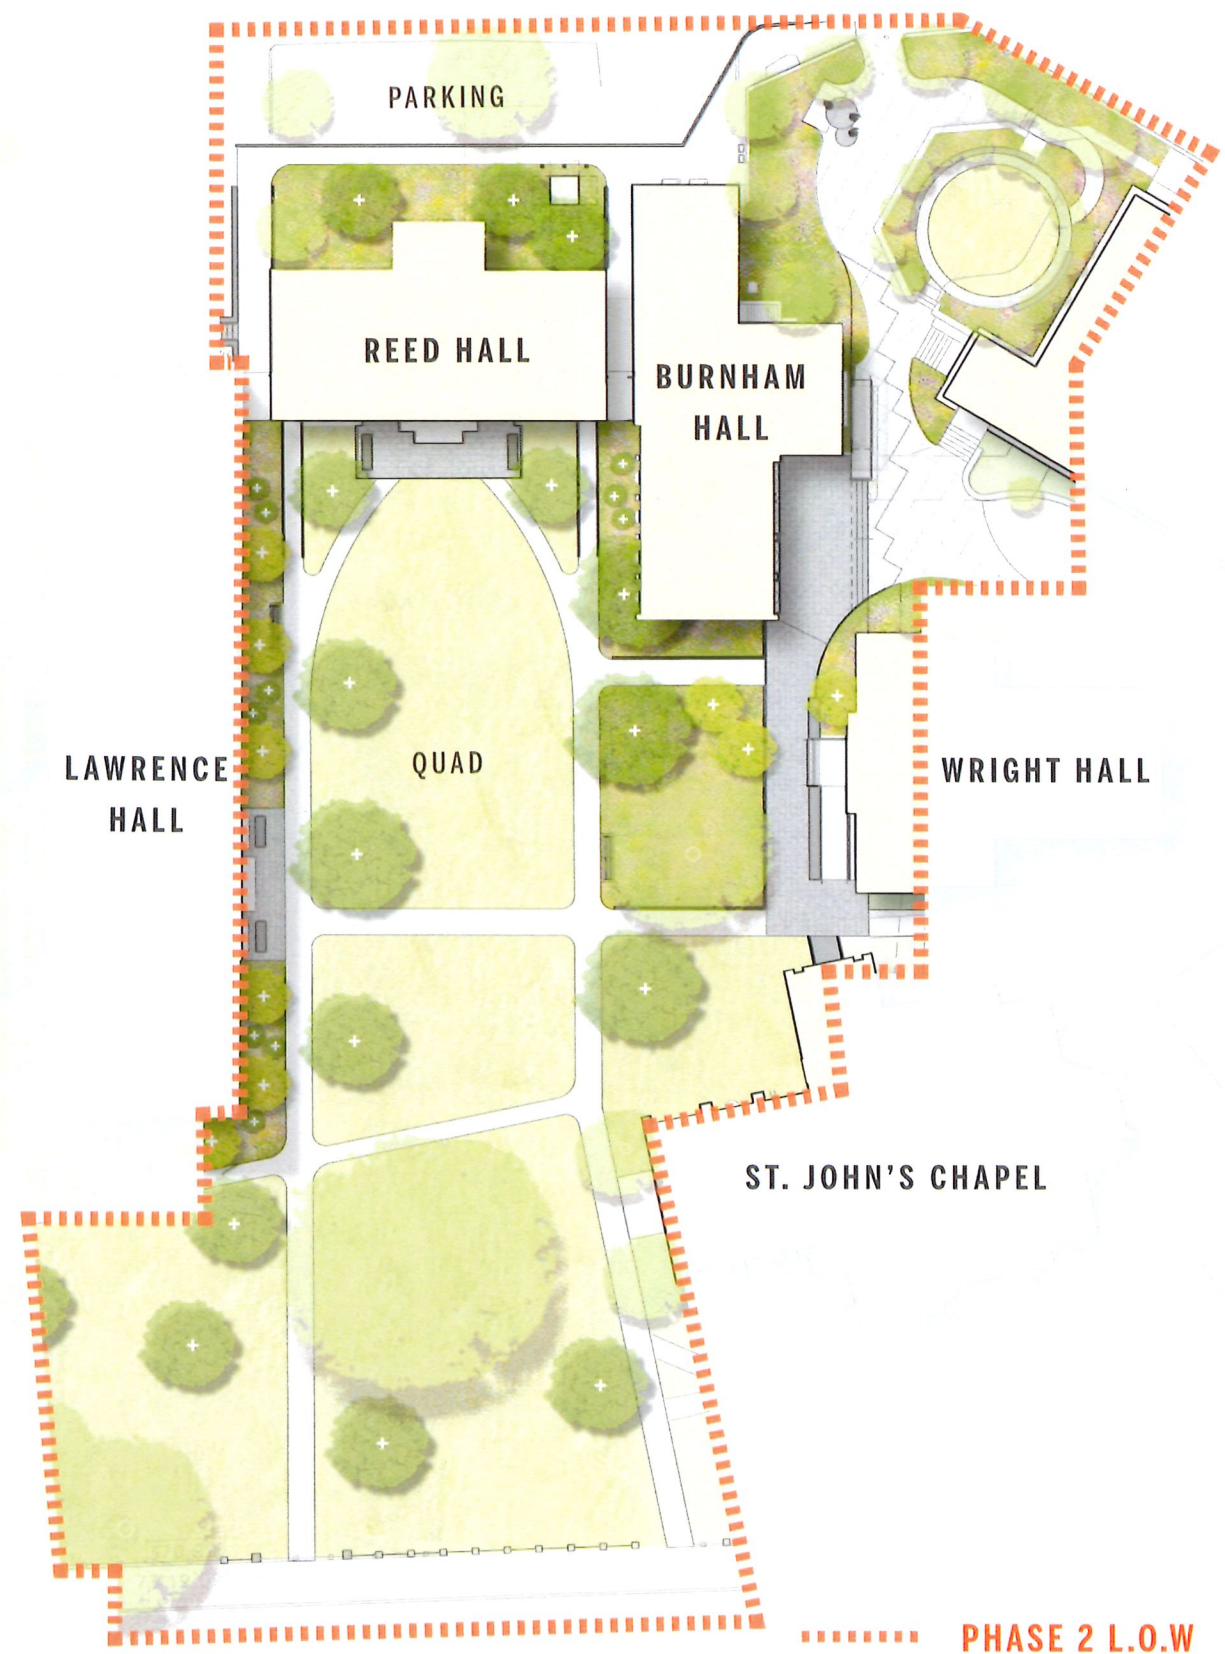 PARKING
REED HALL
BURNHAM
HALL
LAWRENCE
HALL
QUAD
WRIGHT HALL
ST. JOHN'S CHAPEL
PHASE 2 L.O.W